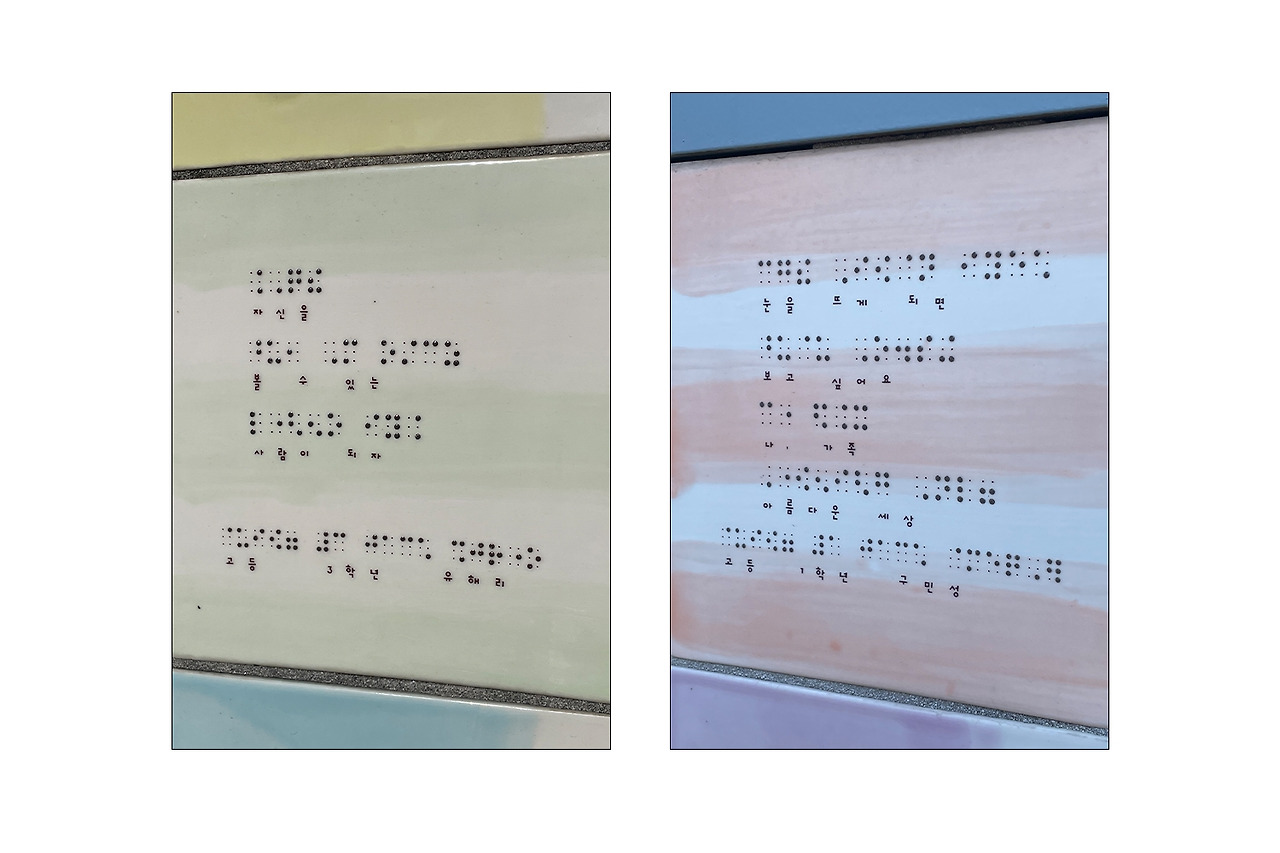 자신을
볼 수 있는
사람이 되자
고등 3학년 유해리
눈을 뜨게 되면
보고 싶어요
나, 가족
아름다운 세상
고등 1학년 구민성